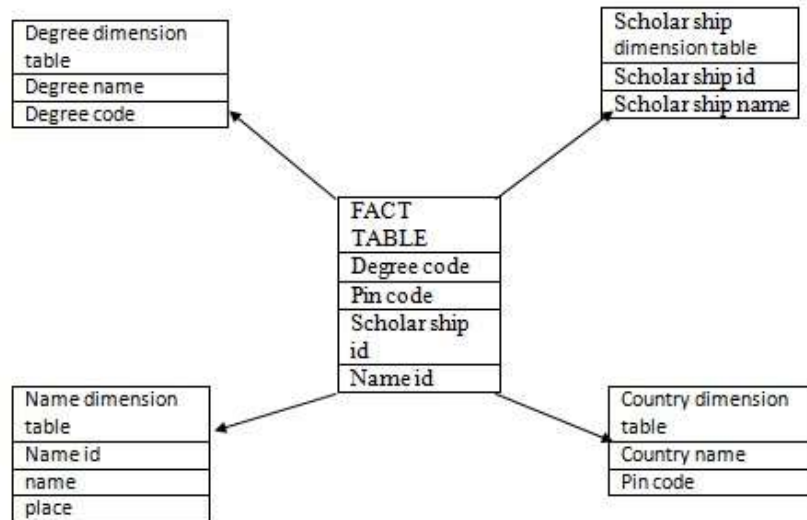 Degree dimension
table
Degree name
Degree code
Scholar ship
dimension table
Scholar ship id
Scholar ship name
FACT
TABLE
Degree code
Pin code
Scholar ship
id
Name id
Name dimension
table
Name id
name
place
Country dimension
table
Country name
Pin code